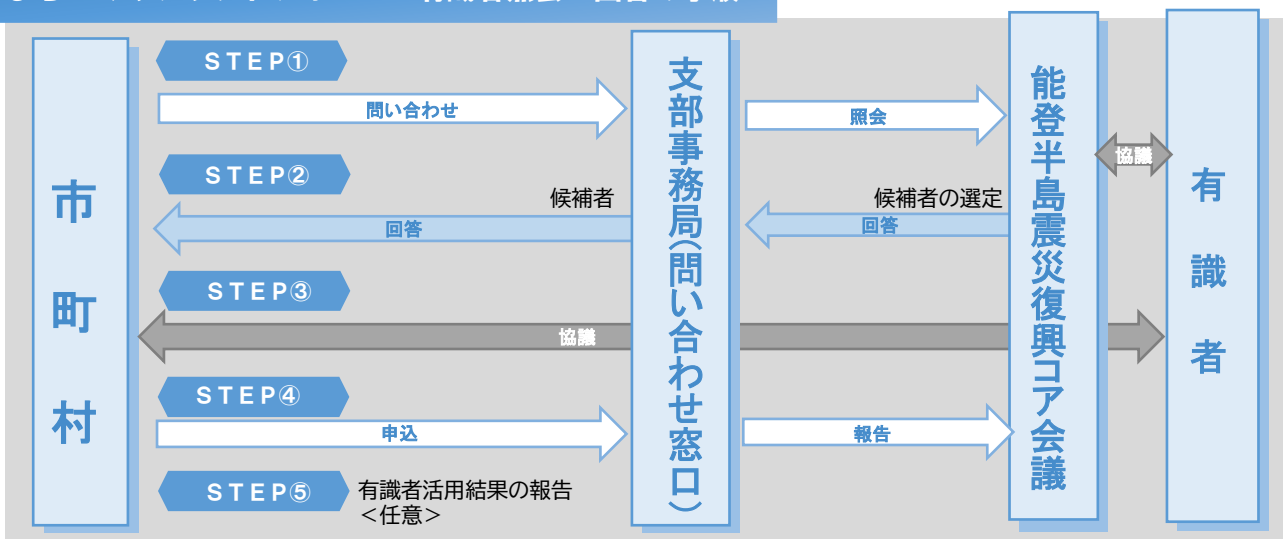 市町村
支部事務局(問い合わせ窓口)
能登半島震災復興コア会議
有識者
STEP①
問い合わせ
照会
協議
STEP②
候補者
回答
候補者の選定
回答
STEP③
協議
STEP④
申込
報告
STEP⑤
有識者活用結果の報告
<任意>